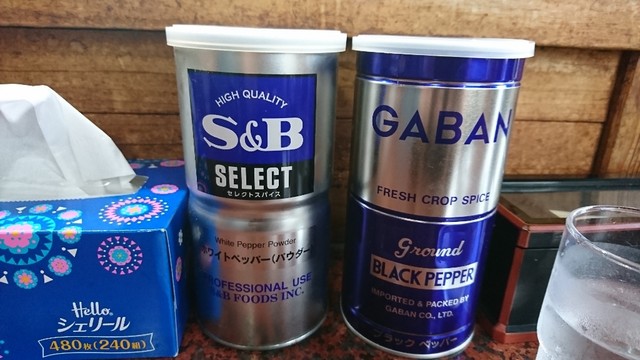 Hello,
シェリール
480枚(240組)
HIGH QUALITY
S&B
SELECT
セレクトスパイス
White Pepper Powder
ホワイトペッパー(パウダー)
PROFESSIONAL USE
S&B FOODS INC.
GABAN
FRESH CROP SPICE
Ground
BLACK PEPPER
IMPORTED & PACKED BY
GABAN CO., LTD.
ブラック ペッパー